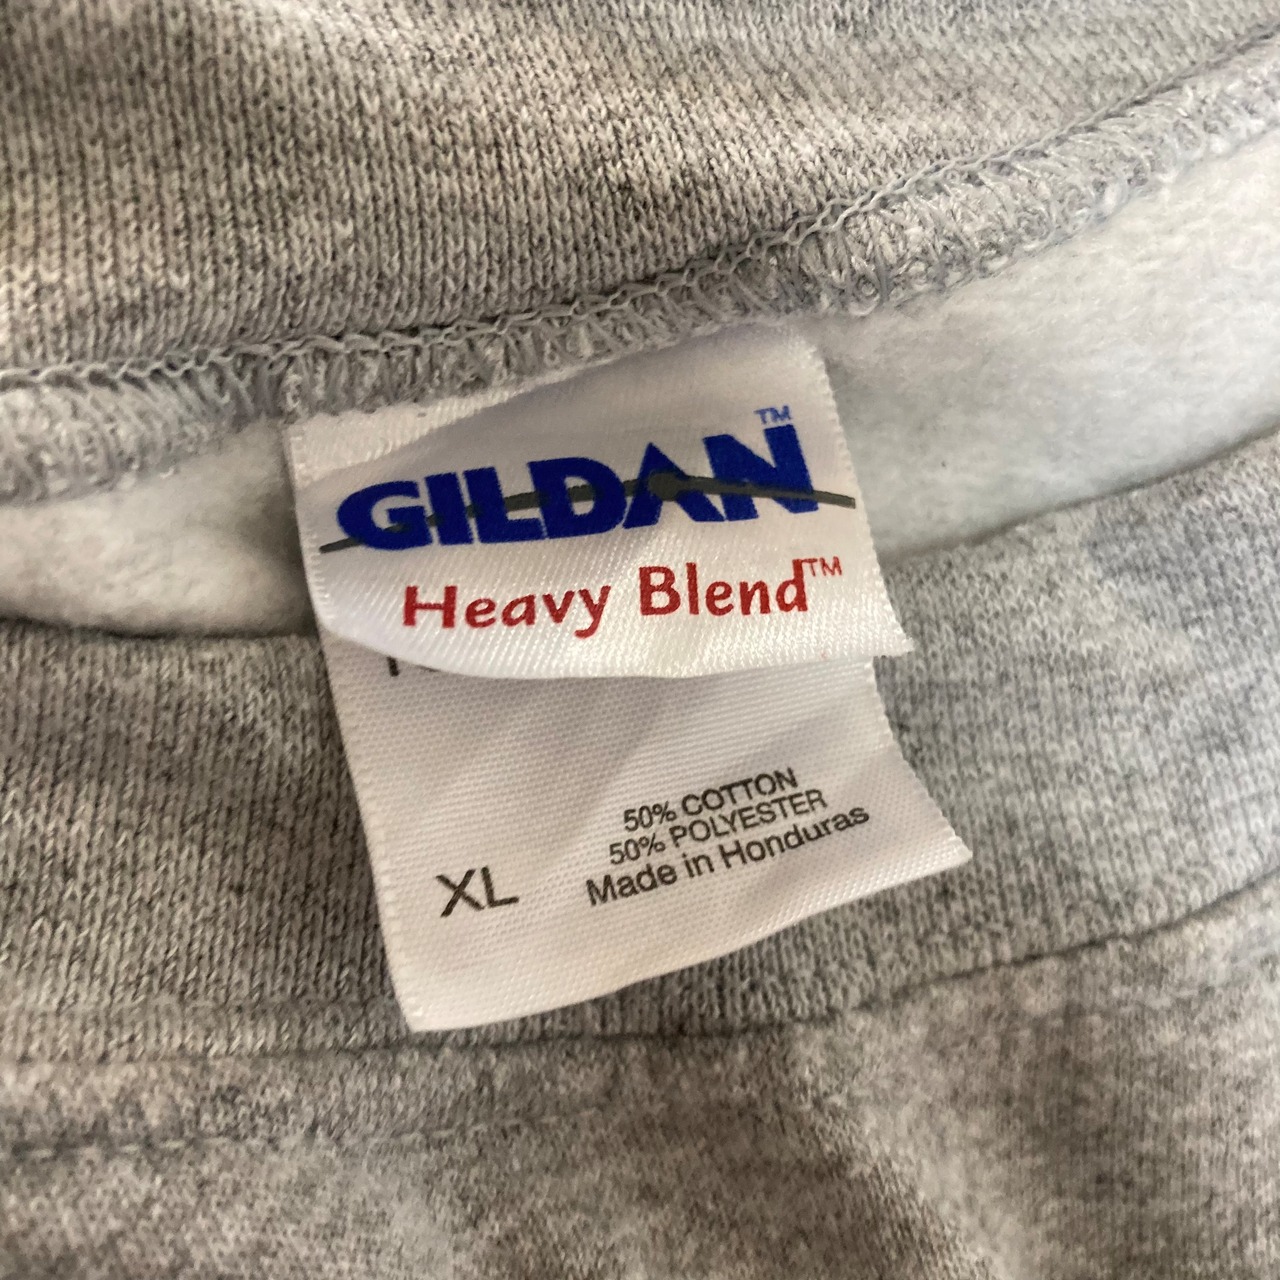 GILDAN™
Heavy Blend™
50% COTTON
50% POLYESTER
Made in Honduras
XL